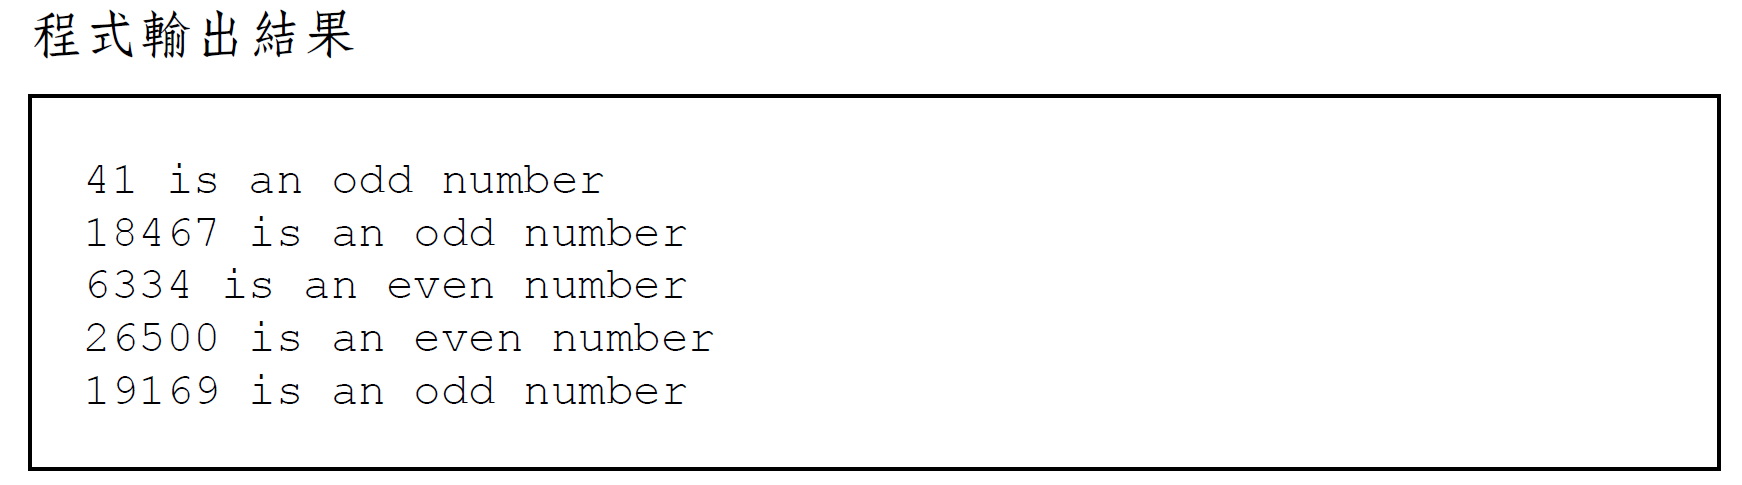 程式輸出結果
41 is an odd number
18467 is an odd number
6334 is an even number
26500 is an even number
19169 is an odd number